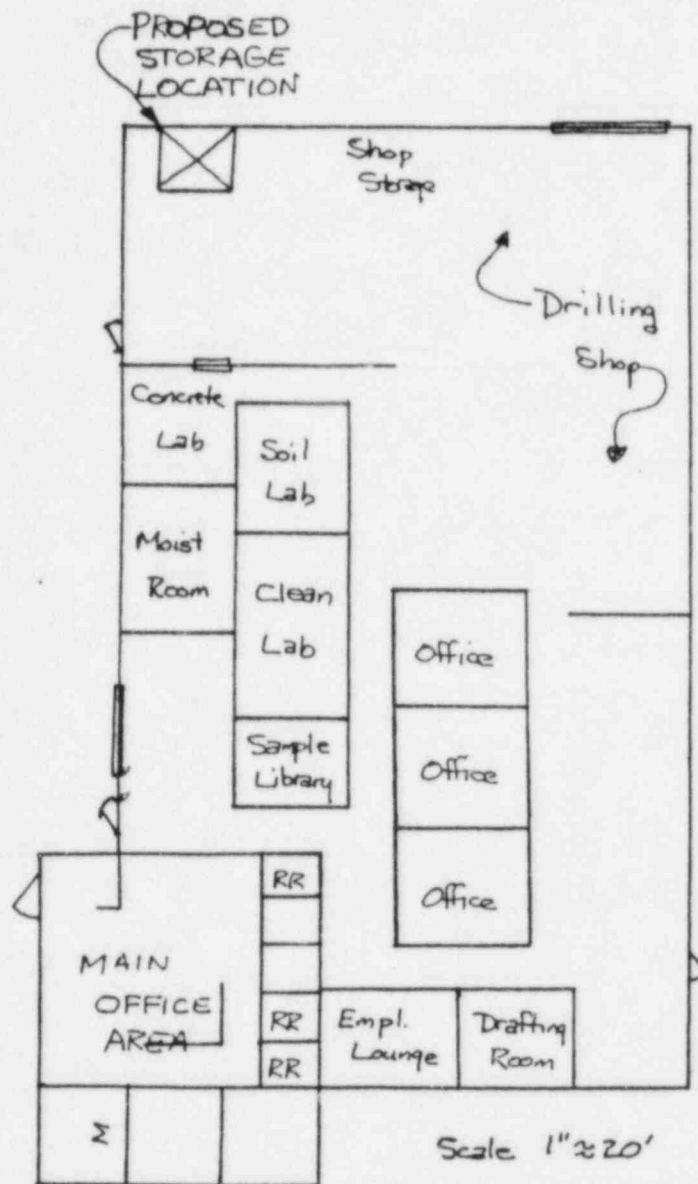 PROPOSED
STORAGE
LOCATION
Shop
Storage
Drilling
Shop
Concrete
Lab
Soil
Lab
Moist
Room
Clean
Lab
Office
Sample
Library
Office
Office
RR
MAIN
OFFICE
AREA
RR
RR
Empl.
Lounge
Drafting
Room
Σ
Scale 1" ≈ 20'